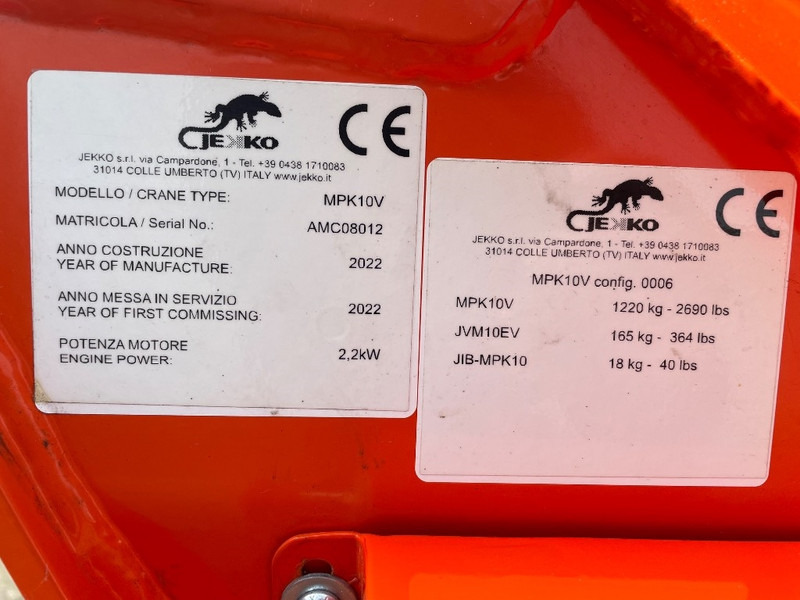 JEKKO
CE
JEKKO s.r.l. via Campardone, 1 - Tel. +39 0438 1710083
31014 COLLE UMBERTO (TV) ITALY www.jekko.it
MODELLO / CRANE TYPE: MPK10V
MATRICOLA / Serial No.: AMC08012
ANNO COSTRUZIONE
YEAR OF MANUFACTURE: 2022
ANNO MESSA IN SERVIZIO
YEAR OF FIRST COMMISSING: 2022
POTENZA MOTORE
ENGINE POWER: 2,2kW
JEKKO
CE
JEKKO s.r.l. via Campardone, 1 - Tel. +39 0438 1710083
31014 COLLE UMBERTO (TV) ITALY www.jekko.it
MPK10V config. 0006
MPK10V 1220 kg - 2690 lbs
JVM10EV 165 kg - 364 lbs
JIB-MPK10 18 kg - 40 lbs